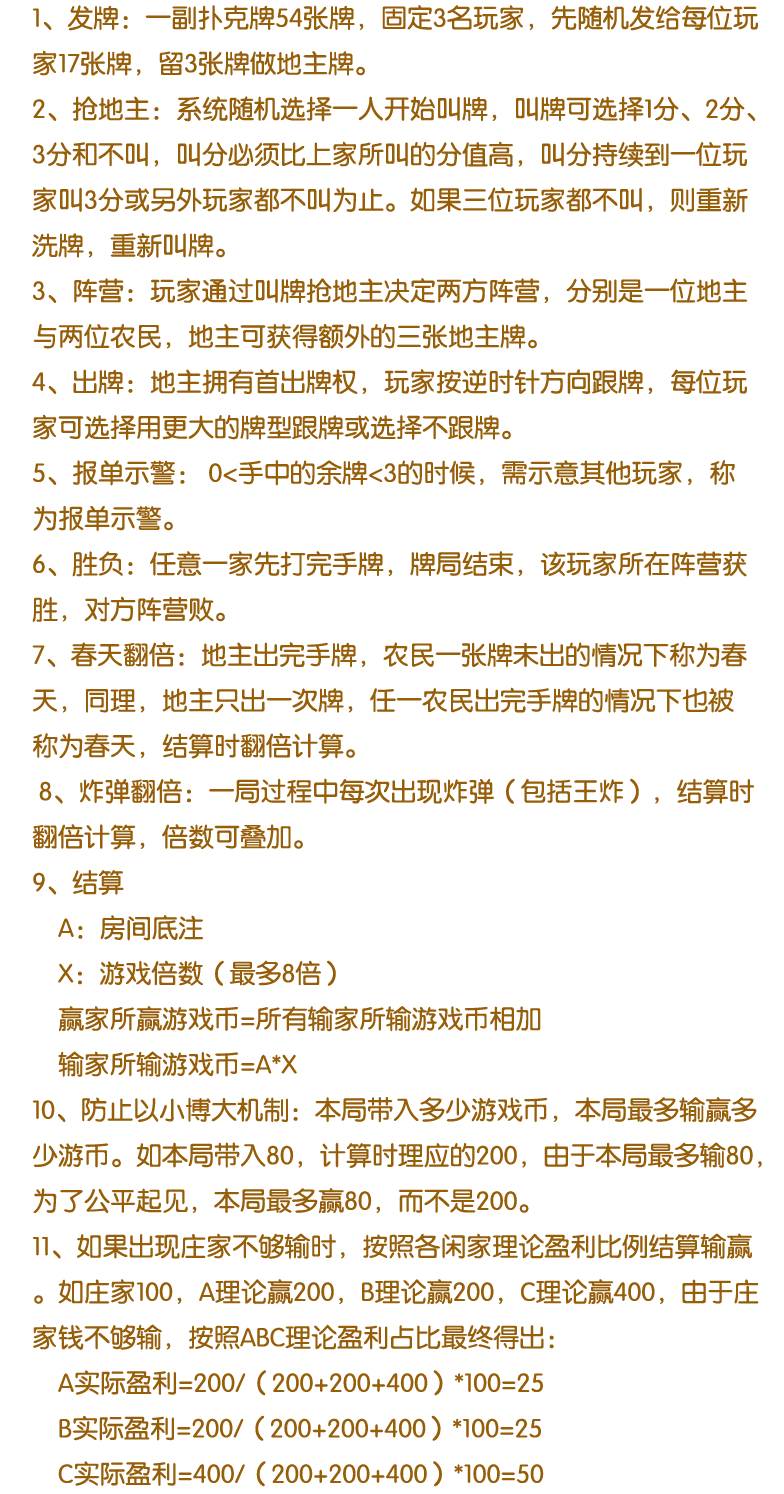 1、发牌：一副扑克牌54张牌，固定3名玩家，先随机发给每位玩
家17张牌，留3张牌做地主牌。
2、抢地主：系统随机选择一人开始叫牌，叫牌可选择1分、2分、
3分和不叫，叫分必须比上家所叫的分值高，叫分持续到一位玩
家叫3分或另外玩家都不叫为止。如果三位玩家都不叫，则重新
洗牌，重新叫牌。
3、阵营：玩家通过叫牌抢地主决定两方阵营，分别是一位地主
与两位农民，地主可获得额外的三张地主牌。
4、出牌：地主拥有首出牌权，玩家按逆时针方向跟牌，每位玩
家可选择用更大的牌型跟牌或选择不跟牌。
5、报单示警： 0<手中的余牌<3的时候，需示意其他玩家，称
为报单示警。
6、胜负：任意一家先打完手牌，牌局结束，该玩家所在阵营获
胜，对方阵营败。
7、春天翻倍：地主出完手牌，农民一张牌未出的情况下称为春
天，同理，地主只出一次牌，任一农民出完手牌的情况下也被
称为春天，结算时翻倍计算。
8、炸弹翻倍：一局过程中每次出现炸弹（包括王炸），结算时
翻倍计算，倍数可叠加。
9、结算
A：房间底注
X：游戏倍数（最多8倍）
赢家所赢游戏币=所有输家所输游戏币相加
输家所输游戏币=A*X
10、防止以小博大机制：本局带入多少游戏币，本局最多输赢多
少游币。如本局带入80，计算时理应的200，由于本局最多输80，
为了公平起见，本局最多赢80，而不是200。
11、如果出现庄家不够输时，按照各闲家理论盈利比例结算输赢
。如庄家100，A理论赢200，B理论赢200，C理论赢400，由于庄
家钱不够输，按照ABC理论盈利占比最终得出：
A实际盈利=200/（200+200+400）*100=25
B实际盈利=200/（200+200+400）*100=25
C实际盈利=400/（200+200+400）*100=50